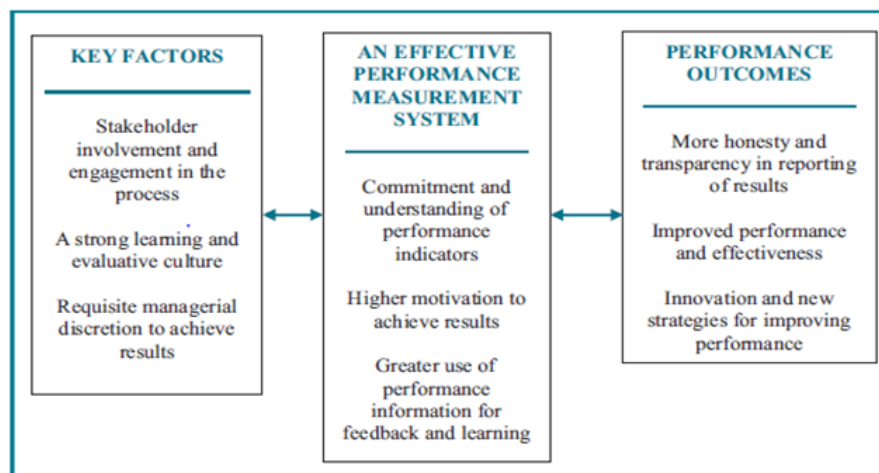 KEY FACTORS
Stakeholder
involvement and
engagement in the
process
A strong learning and
evaluative culture
Requisite managerial
discretion to achieve
results
AN EFFECTIVE
PERFORMANCE
MEASUREMENT
SYSTEM
Commitment and
understanding of
performance
indicators
Higher motivation to
achieve results
Greater use of
performance
information for
feedback and learning
PERFORMANCE
OUTCOMES
More honesty and
transparency in reporting
of results
Improved performance
and effectiveness
Innovation and new
strategies for improving
performance